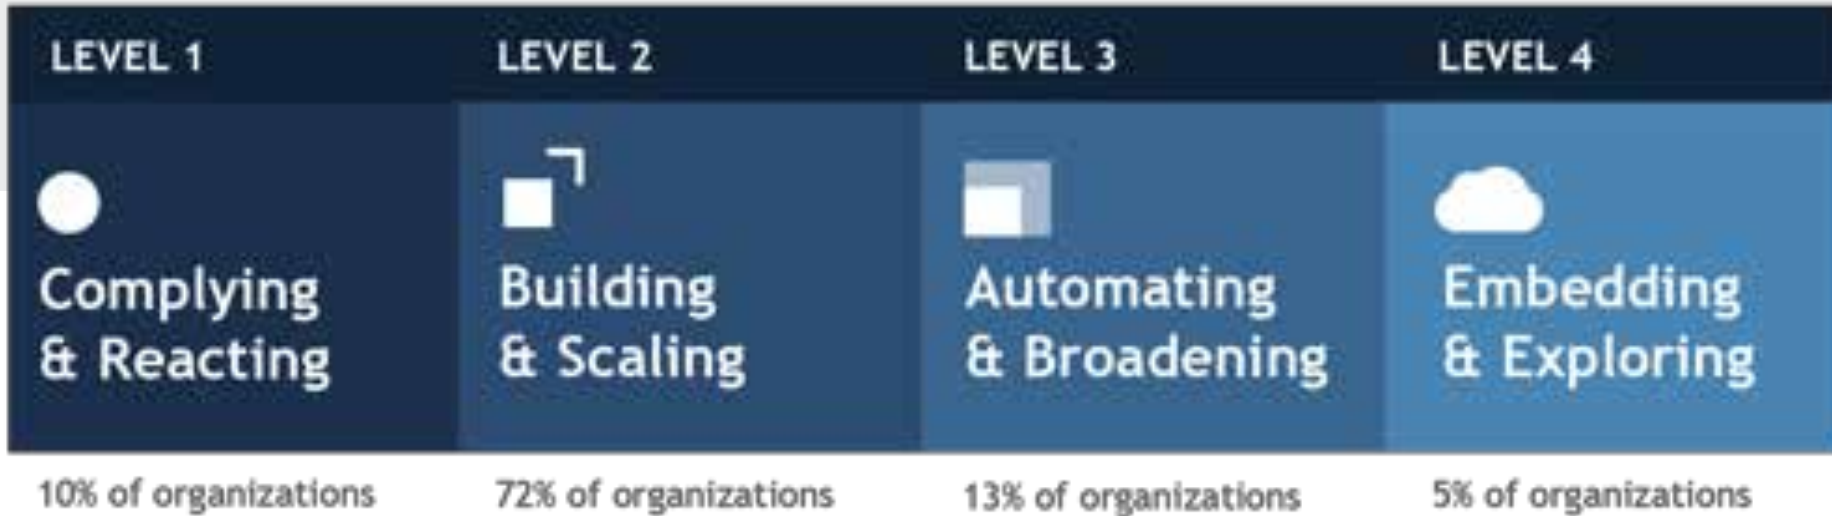 LEVEL 1
LEVEL 2
LEVEL 3
LEVEL 4
Complying
& Reacting
Building
& Scaling
Automating
& Broadening
Embedding
& Exploring
10% of organizations
72% of organizations
13% of organizations
5% of organizations